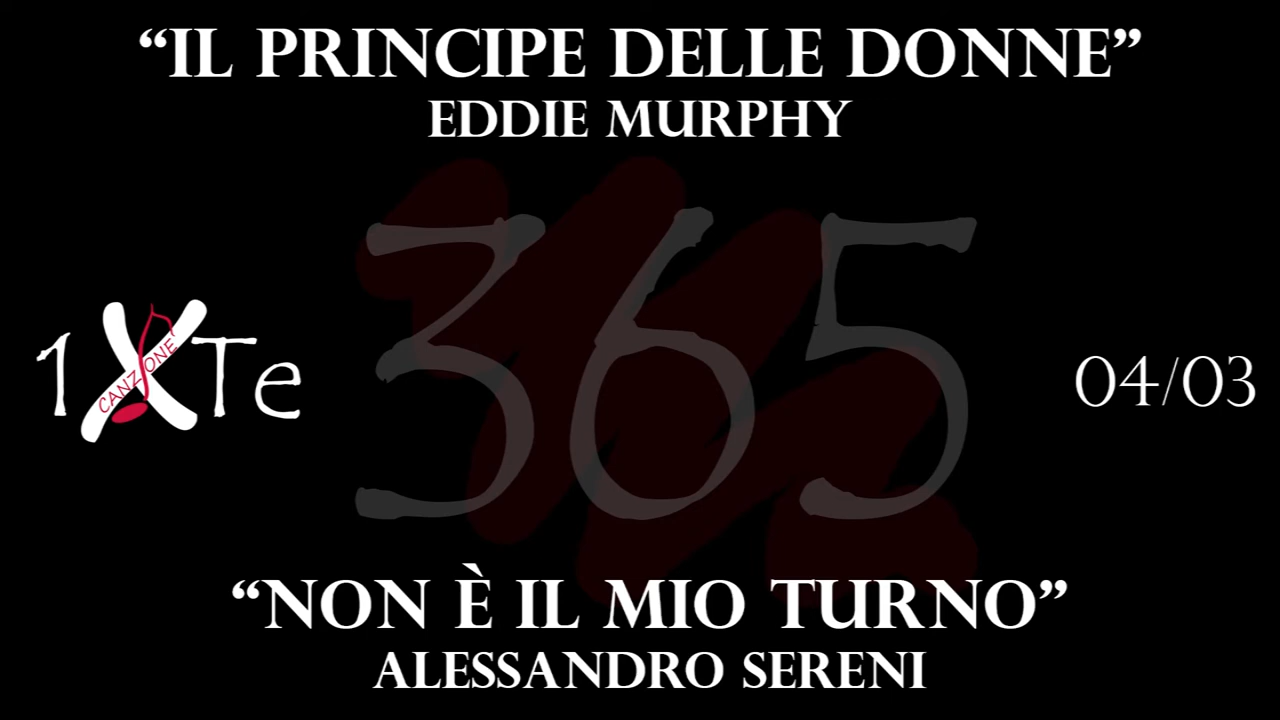 “IL PRINCIPE DELLE DONNE”
EDDIE MURPHY
365
1 X Te
CANZONE
04/03
“NON È IL MIO TURNO”
ALESSANDRO SERENI